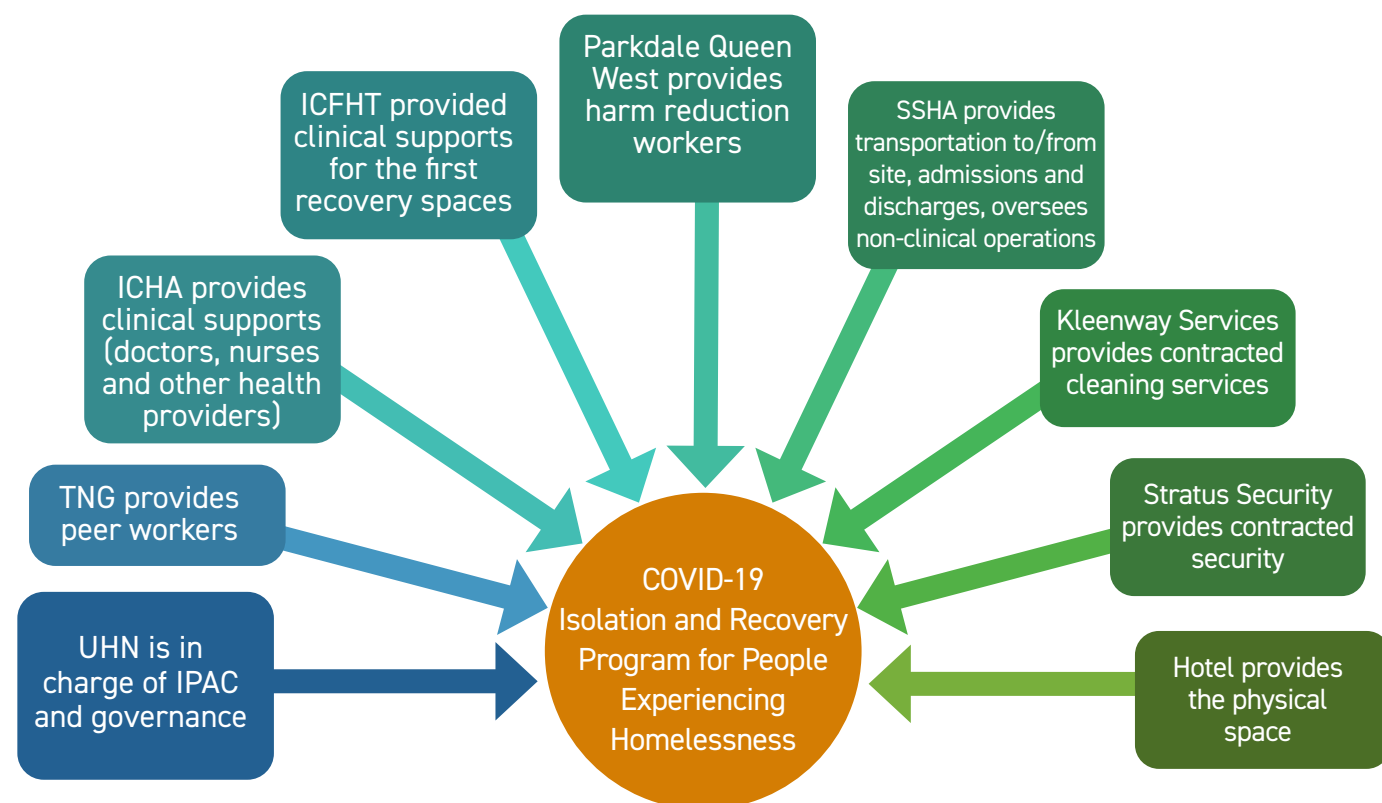 Parkdale Queen
West provides
harm reduction
workers
ICFHT provided
clinical supports
for the first
recovery spaces
SSHA provides
transportation to/from
site, admissions and
discharges, oversees
non-clinical operations
ICHA provides
clinical supports
(doctors, nurses
and other health
providers)
Kleenway Services
provides contracted
cleaning services
TNG provides
peer workers
Stratus Security
provides contracted
security
UHN is in
charge of IPAC
and governance
COVID-19
Isolation and Recovery
Program for People
Experiencing
Homelessness
Hotel provides
the physical
space